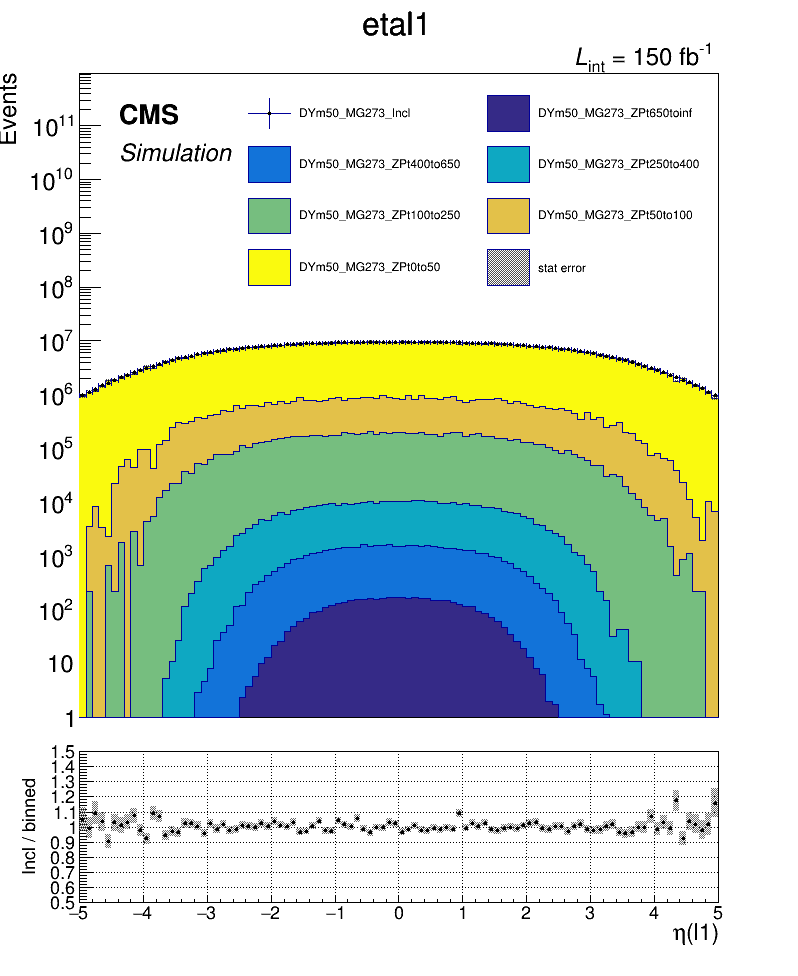 etal1
L_int = 150 fb^-1
Events
CMS
Simulation
DYm50_MG273_Incl
DYm50_MG273_ZPt650toinf
DYm50_MG273_ZPt400to650
DYm50_MG273_ZPt250to400
DYm50_MG273_ZPt100to250
DYm50_MG273_ZPt50to100
DYm50_MG273_ZPt0to50
stat error
10^11
10^10
10^9
10^8
10^7
10^6
10^5
10^4
10^3
10^2
10
1
Incl / binned
1.5
1.4
1.3
1.2
1.1
1
0.9
0.8
0.7
0.6
0.5
−5 −4 −3 −2 −1 0 1 2 3 4 5
η(l1)